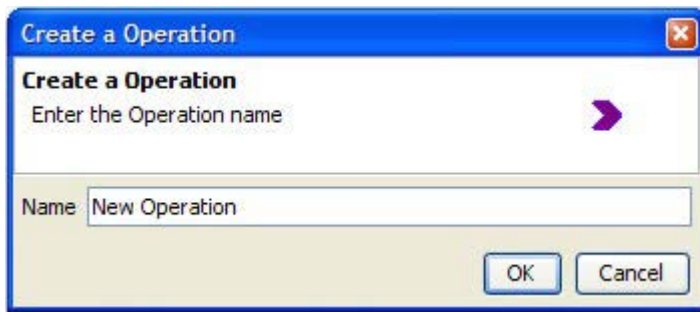 Create a Operation
Create a Operation
Enter the Operation name
Name New Operation
OK Cancel